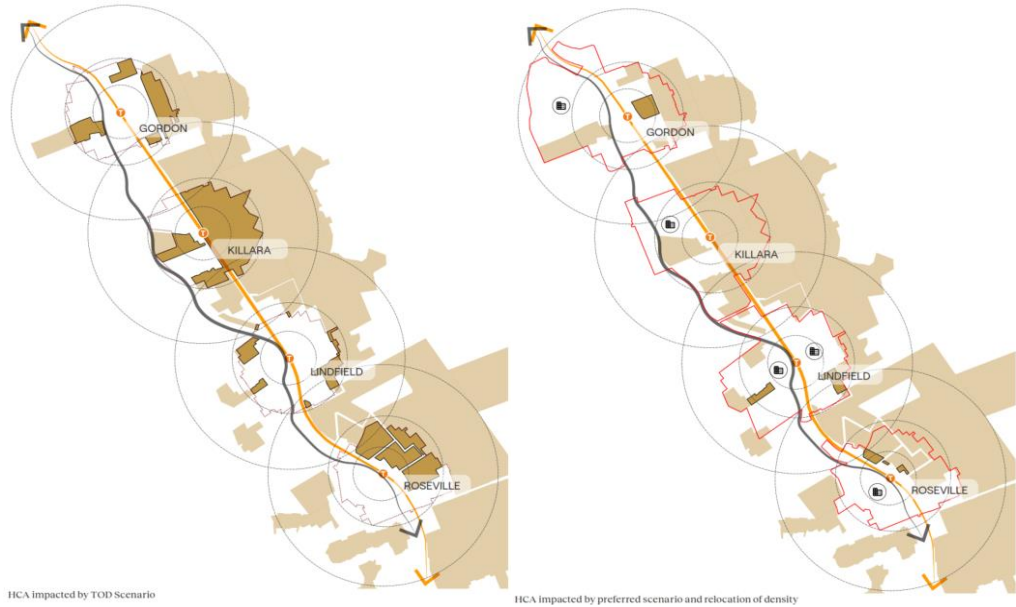 T
GORDON
T
KILLARA
T
LINDFIELD
T
ROSEVILLE
HCA impacted by TOD Scenario
T
GORDON
T
KILLARA
T
LINDFIELD
T
ROSEVILLE
HCA impacted by preferred scenario and relocation of density